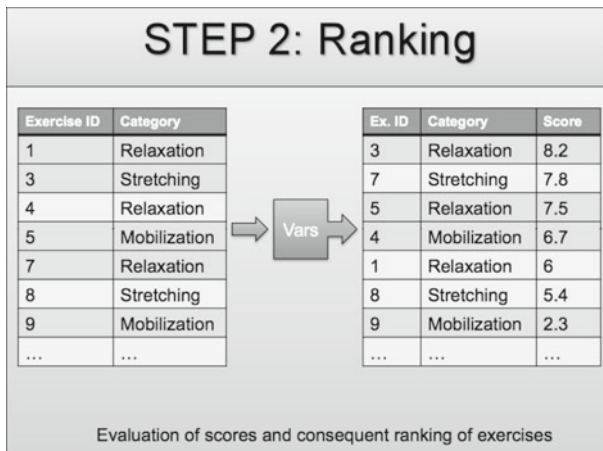 STEP 2: Ranking
Exercise ID Category
1 Relaxation
3 Stretching
4 Relaxation
5 Mobilization
7 Relaxation
8 Stretching
9 Mobilization
... ...
Vars
Ex. ID Category Score
3 Relaxation 8.2
7 Stretching 7.8
5 Relaxation 7.5
4 Mobilization 6.7
1 Relaxation 6
8 Stretching 5.4
9 Mobilization 2.3
... ... ...
Evaluation of scores and consequent ranking of exercises